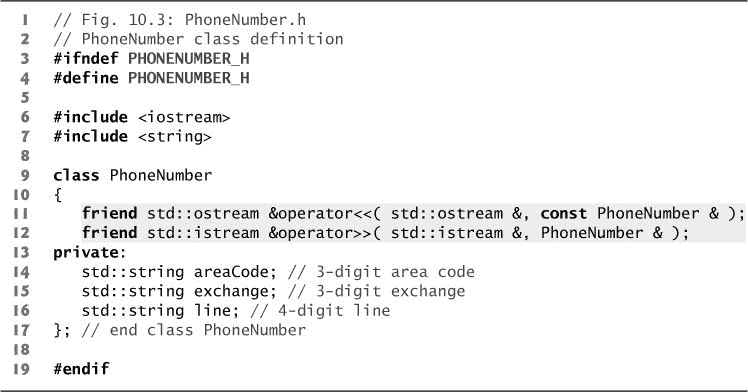 1 // Fig. 10.3: PhoneNumber.h
2 // PhoneNumber class definition
3 #ifndef PHONENUMBER_H
4 #define PHONENUMBER_H
5
6 #include <iostream>
7 #include <string>
8
9 class PhoneNumber
10 {
11    friend std::ostream &operator<<( std::ostream &, const PhoneNumber & );
12    friend std::istream &operator>>( std::istream &, PhoneNumber & );
13 private:
14    std::string areaCode; // 3-digit area code
15    std::string exchange; // 3-digit exchange
16    std::string line; // 4-digit line
17 }; // end class PhoneNumber
18
19 #endif